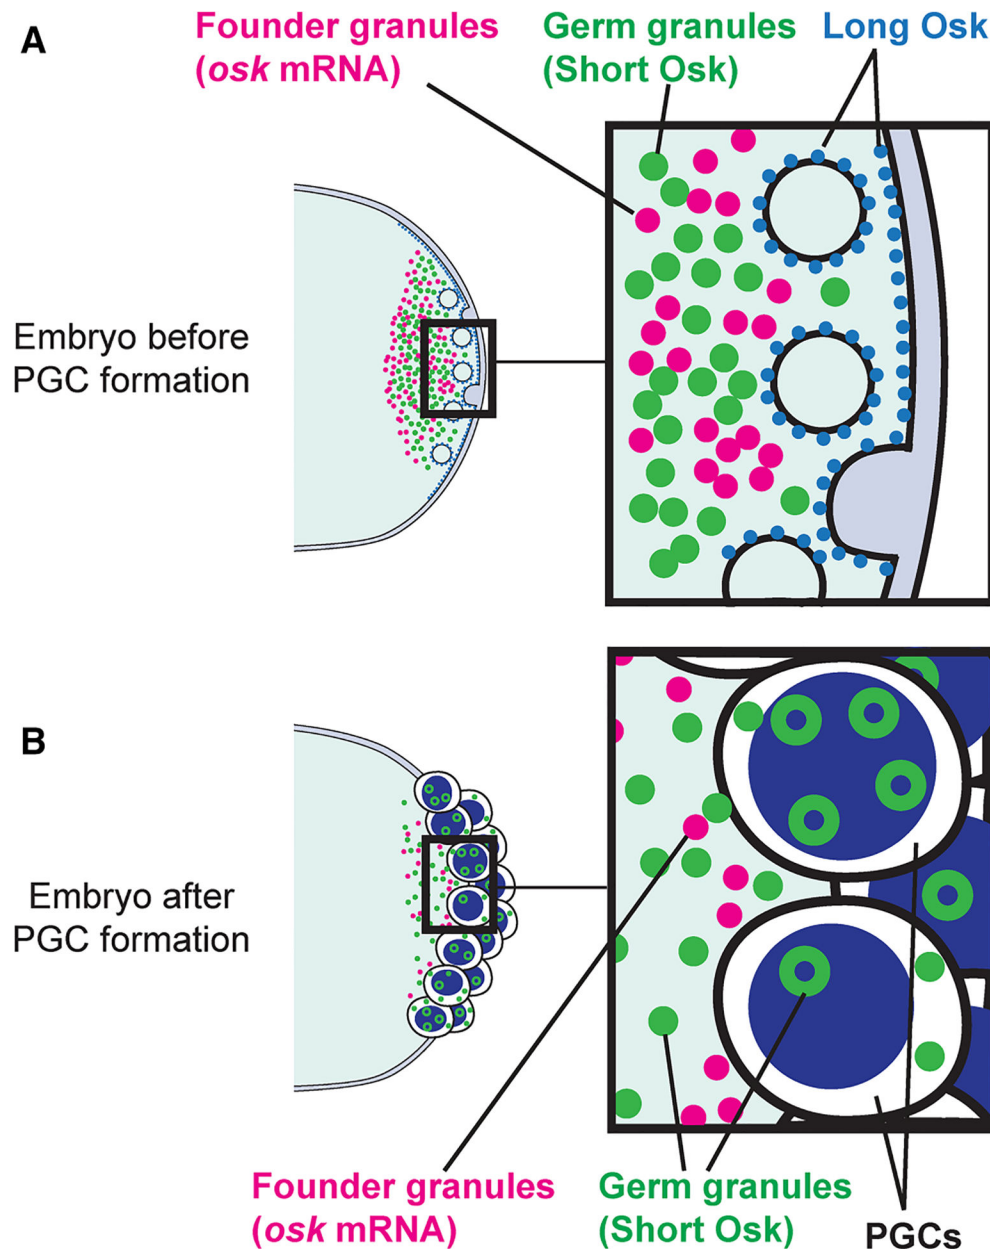 A
Founder granules
(osk mRNA)
Germ granules
(Short Osk)
Long Osk
Embryo before
PGC formation
B
Embryo after
PGC formation
Founder granules
(osk mRNA)
Germ granules
(Short Osk)
PGCs